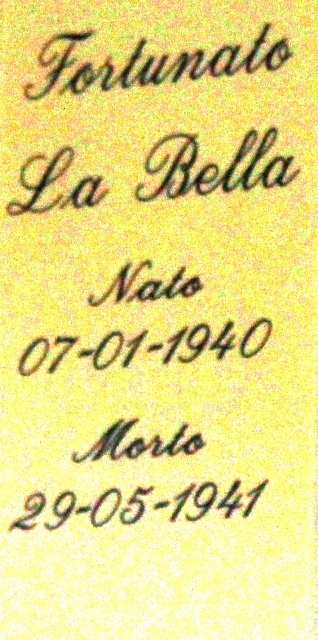 Fortunato
La Bella
Nato
07-01-1940
Morto
29-05-1941